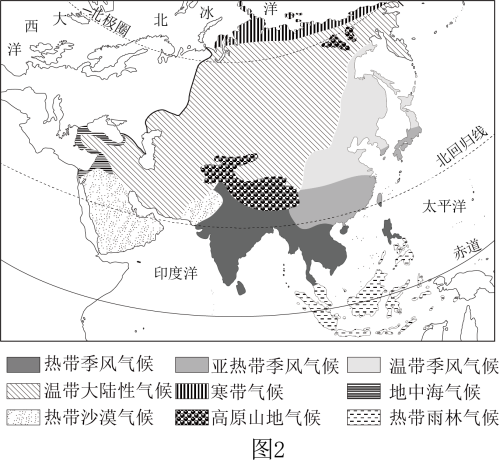 西 大 北 冰 洋
洋
北极圈
北回归线
太平洋
赤道
印度洋
热带季风气候 亚热带季风气候 温带季风气候
温带大陆性气候 寒带气候 地中海气候
热带沙漠气候 高原山地气候 热带雨林气候
图2